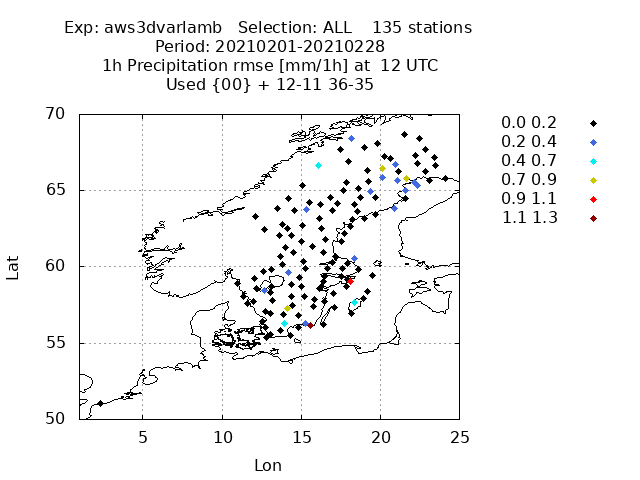 Exp: aws3dvarlamb   Selection: ALL    135 stations
Period: 20210201-20210228
1h Precipitation rmse [mm/1h] at  12 UTC
Used {00} + 12-11 36-35
70
65
60
55
50
Lat
5
10
15
20
25
Lon
0.0 0.2
0.2 0.4
0.4 0.7
0.7 0.9
0.9 1.1
1.1 1.3